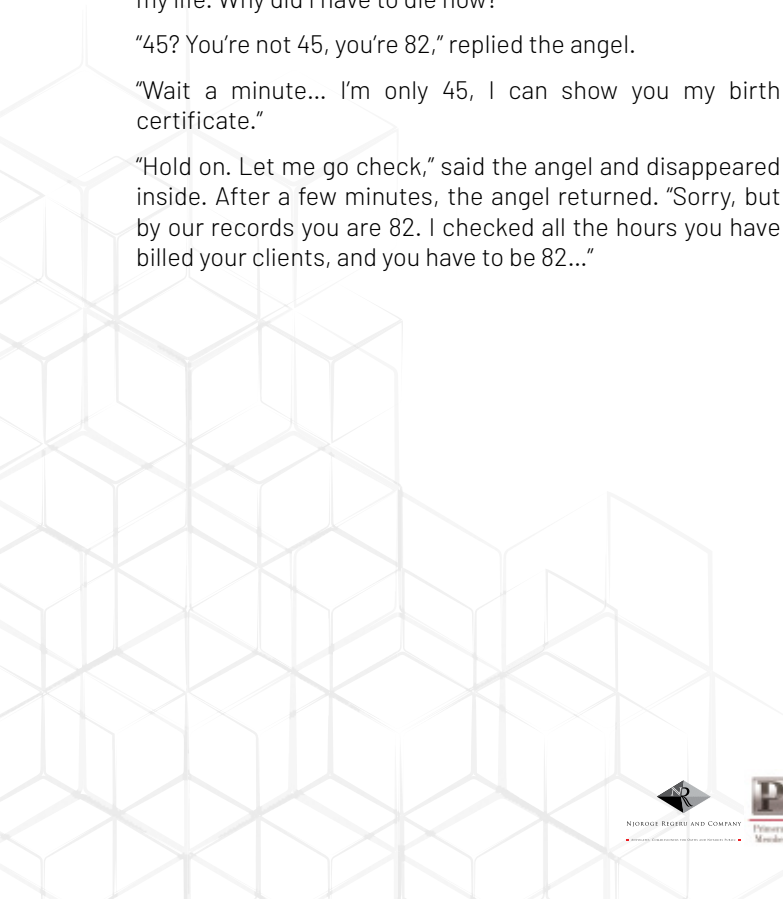 my life. Why did I have to die now?"
“45? You’re not 45, you’re 82,” replied the angel.
“Wait a minute... I’m only 45, I can show you my birth
certificate.”
“Hold on. Let me go check,” said the angel and disappeared
inside. After a few minutes, the angel returned. “Sorry, but
by our records you are 82. I checked all the hours you have
billed your clients, and you have to be 82...”
NR
Njoroge Regeru and Company
P